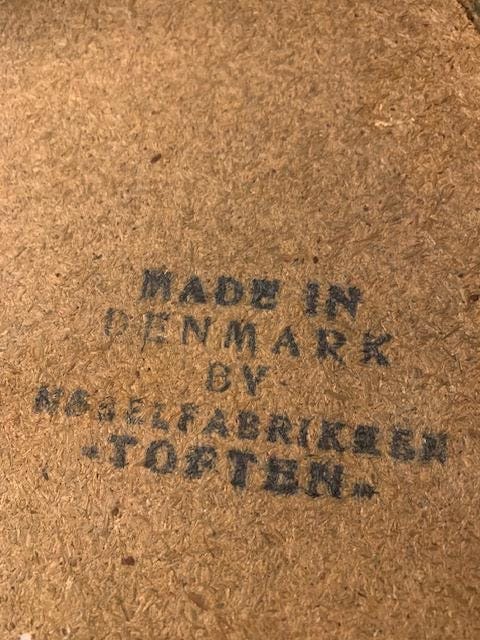 MADE IN
DENMARK
BY
MØBELFABRIKKEN
"TOFTEN"